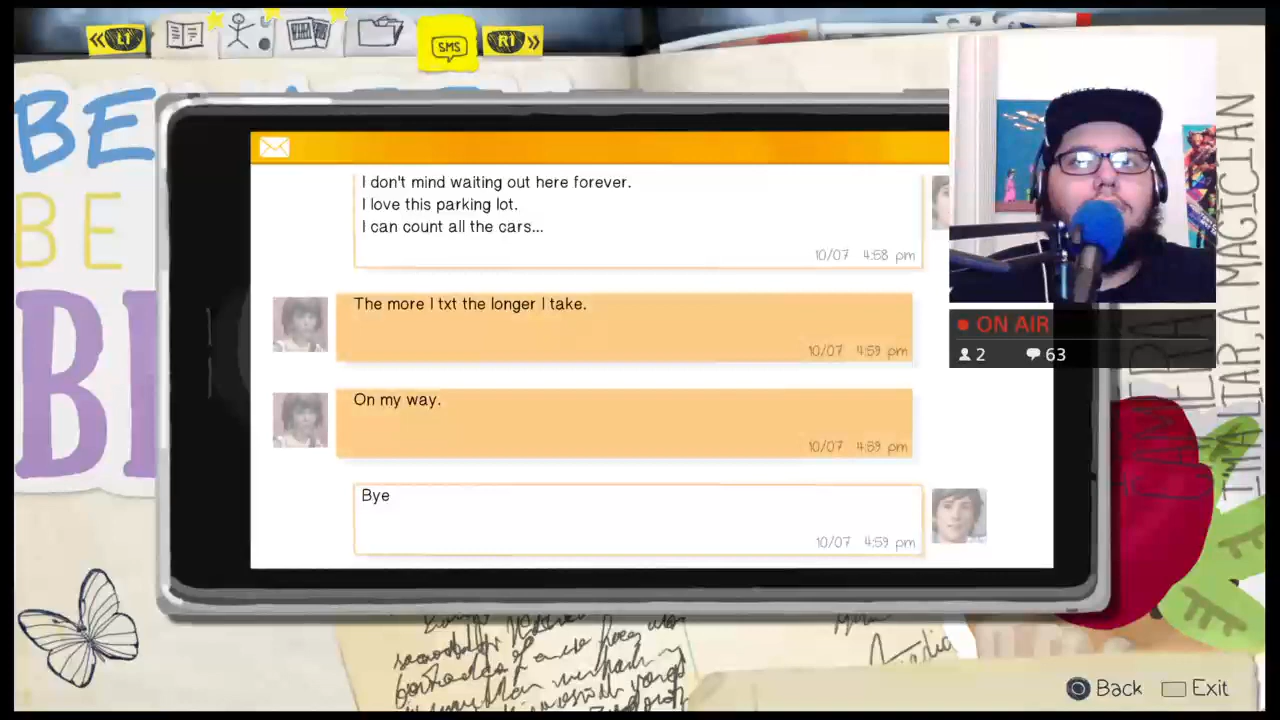 L1
SMS
R1
BE
BE
I don't mind waiting out here forever.
I love this parking lot.
I can count all the cars...
10/07 4:58 pm
The more I txt the longer I take.
10/07 4:59 pm
On my way.
10/07 4:59 pm
Bye
10/07 4:59 pm
ON AIR
2
63
I'M A LIAR, A MAGICIAN
Back
Exit